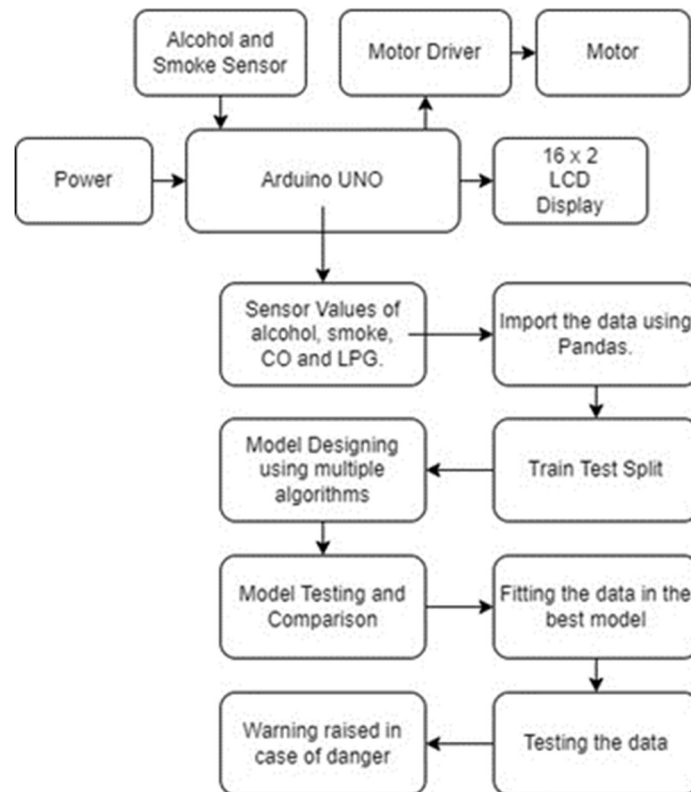 Alcohol and
Smoke Sensor
Motor Driver
Motor
Power
Arduino UNO
16 x 2
LCD
Display
Sensor Values of
alcohol, smoke,
CO and LPG.
Import the data using
Pandas.
Model Designing
using multiple
algorithms
Train Test Split
Model Testing and
Comparison
Fitting the data in the
best model
Warning raised in
case of danger
Testing the data